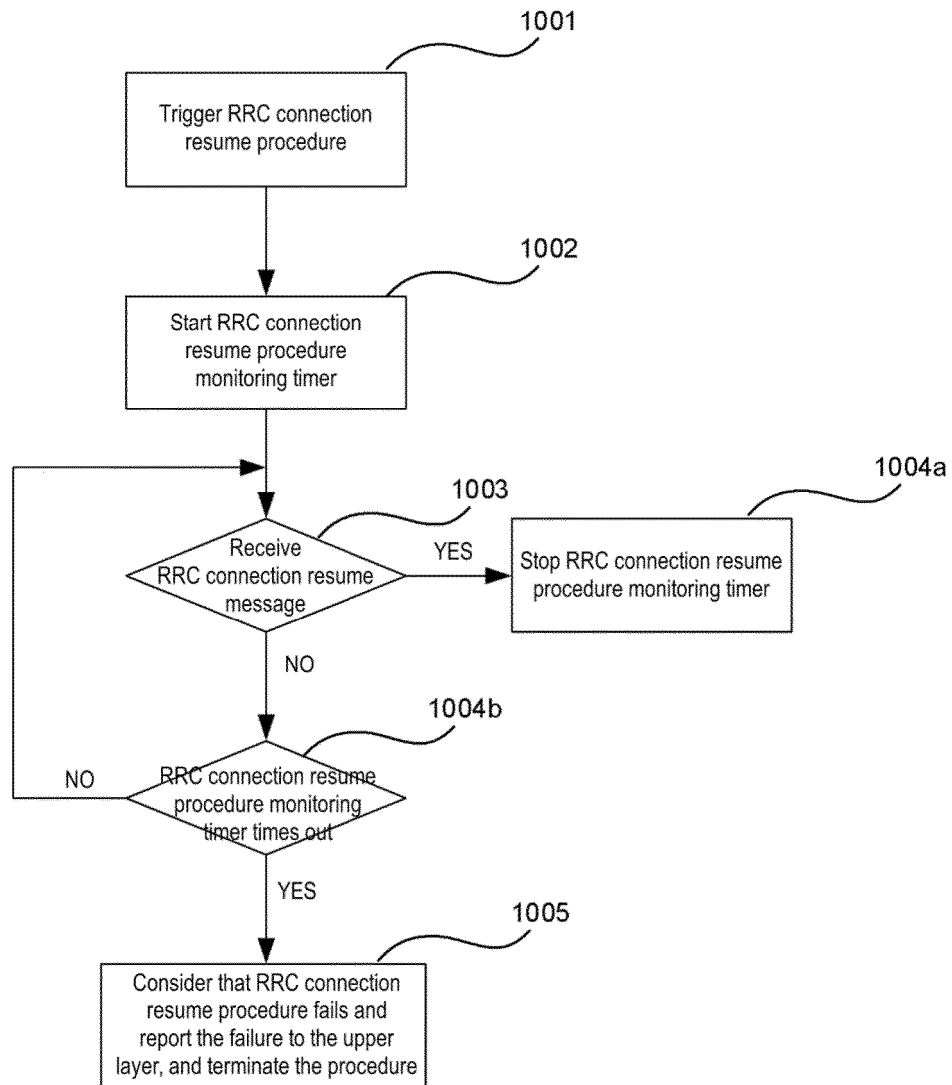 1001
Trigger RRC connection
resume procedure
1002
Start RRC connection
resume procedure
monitoring timer
1003
Receive
RRC connection resume
message
YES
1004a
Stop RRC connection resume
procedure monitoring timer
NO
1004b
RRC connection resume
procedure monitoring
timer times out
NO
YES
1005
Consider that RRC connection
resume procedure fails and
report the failure to the upper
layer, and terminate the procedure